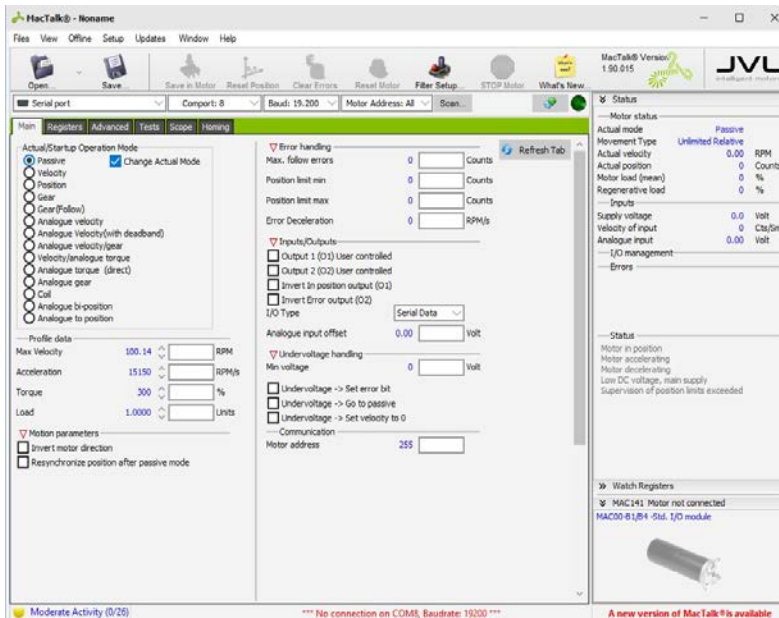 MacTalk® - Noname
Files View Offline Setup Updates Window Help
Open... Save... Save in Motor Reset Position Clear Errors Reset Motor Filter Setup... STOP Motor What's New...
MacTalk® Version
1.90.015
JVL
intelligent motors
Serial port Comport: 8 Baud: 19.200 Motor Address: All Scan...
Main Registers Advanced Tests Scope Homing
Actual/Startup Operation Mode
Passive Change Actual Mode
Velocity
Position
Gear
Gear(Follow)
Analogue velocity
Analogue Velocity(with deadband)
Analogue velocity/gear
Velocity/analogue torque
Analogue torque (direct)
Analogue gear
Coil
Analogue bi-position
Analogue to position
Profile data
Max Velocity 100.14 RPM
Acceleration 15150 RPM/s
Torque 300 %
Load 1.0000 Units
Motion parameters
Invert motor direction
Resynchronize position after passive mode
Error handling
Refresh Tab
Max. follow errors 0 Counts
Position limit min 0 Counts
Position limit max 0 Counts
Error Deceleration 0 RPM/s
Inputs/Outputs
Output 1 (O1) User controlled
Output 2 (O2) User controlled
Invert In position output (O1)
Invert Error output (O2)
I/O Type Serial Data
Analogue input offset 0.00 Volt
Undervoltage handling
Min voltage 0 Volt
Undervoltage -> Set error bit
Undervoltage -> Go to passive
Undervoltage -> Set velocity to 0
Communication
Motor address 255
Status
Motor status
Actual mode Passive
Movement Type Unlimited Relative
Actual velocity 0.00 RPM
Actual position 0 Counts
Motor load (mean) 0 %
Regenerative load 0 %
Inputs
Supply voltage 0.0 Volt
Velocity of input 0 Cts/Sm
Analogue input 0.00 Volt
I/O management
Errors
Status
Motor in position
Motor accelerating
Motor decelerating
Low DC voltage, main supply
Supervision of position limits exceeded
Watch Registers
MAC141 Motor not connected
MAC00-B1/B4 -Std. I/O module
Moderate Activity (0/26)
*** No connection on COM8, Baudrate: 19200 ***
A new version of MacTalk® is available